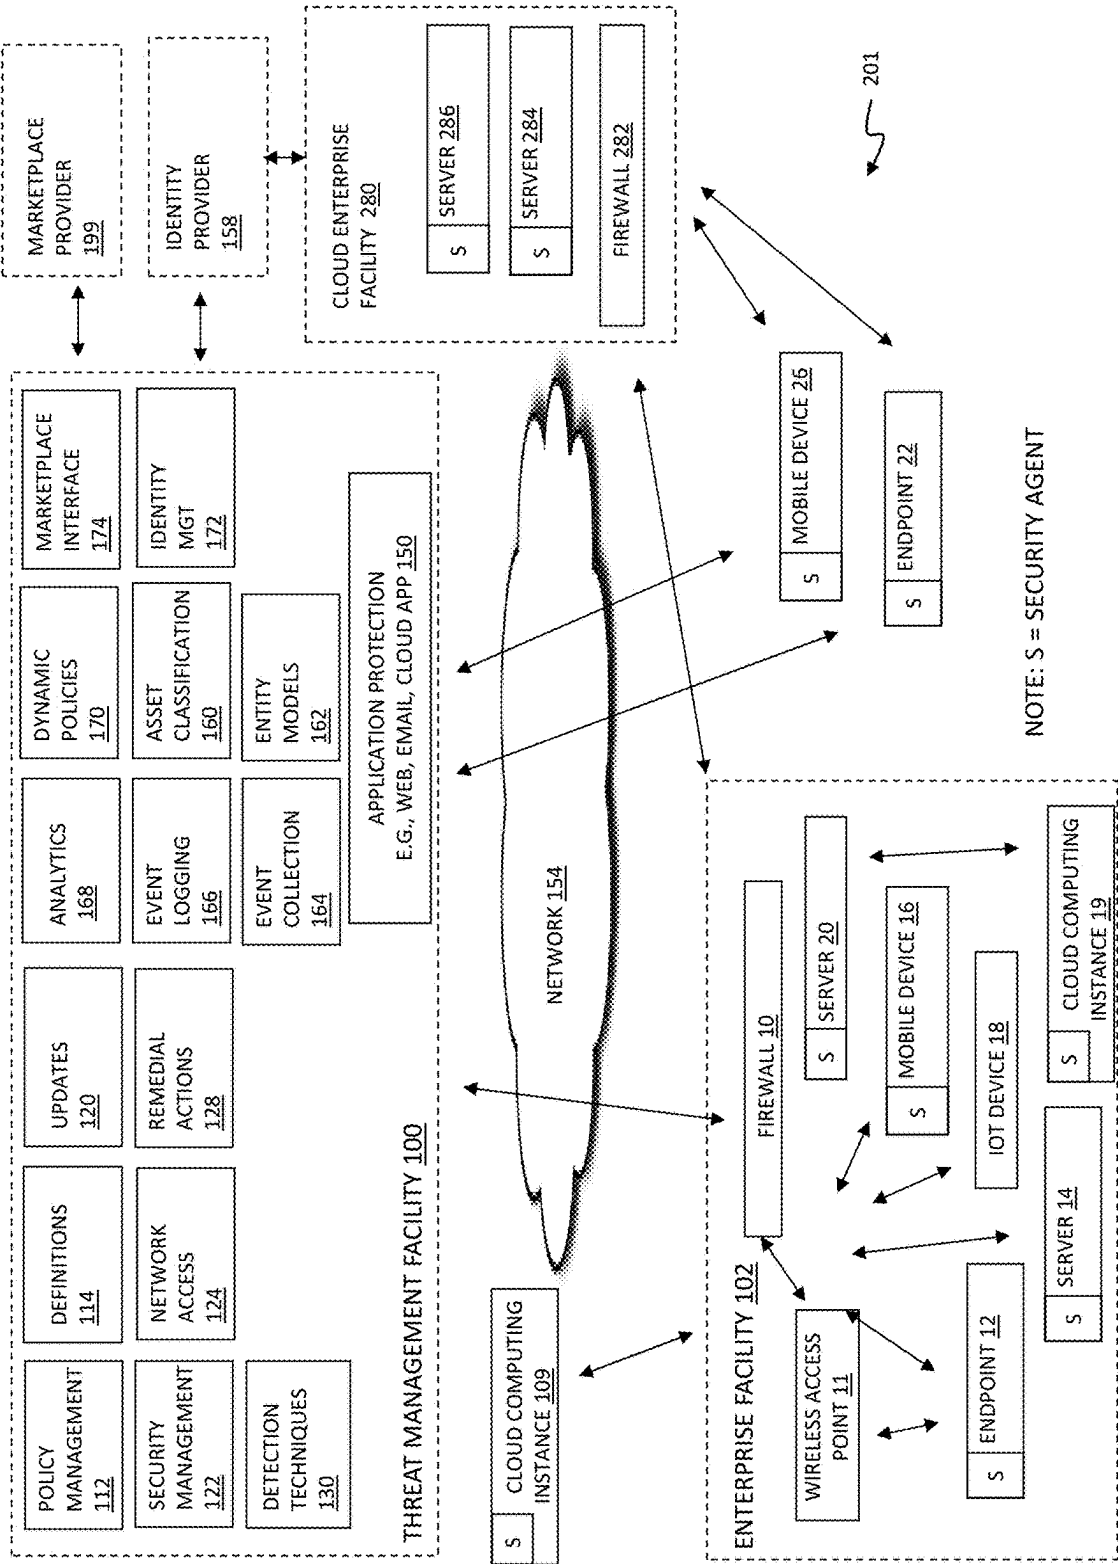 POLICY
MANAGEMENT
112
DEFINITIONS
114
UPDATES
120
ANALYTICS
168
DYNAMIC
POLICIES
170
MARKETPLACE
INTERFACE
174
MARKETPLACE
PROVIDER
199
SECURITY
MANAGEMENT
122
NETWORK
ACCESS
124
REMEDIAL
ACTIONS
128
EVENT
LOGGING
166
ASSET
CLASSIFICATION
160
IDENTITY
MGT
172
IDENTITY
PROVIDER
158
DETECTION
TECHNIQUES
130
EVENT
COLLECTION
164
ENTITY
MODELS
162
APPLICATION PROTECTION
E.G., WEB, EMAIL, CLOUD APP 150
THREAT MANAGEMENT FACILITY 100
CLOUD ENTERPRISE
FACILITY 280
S SERVER 286
S SERVER 284
FIREWALL 282
S CLOUD COMPUTING
INSTANCE 109
NETWORK 154
ENTERPRISE FACILITY 102
FIREWALL 10
WIRELESS ACCESS
POINT 11
S SERVER 20
S MOBILE DEVICE 16
IOT DEVICE 18
S ENDPOINT 12
S SERVER 14
S CLOUD COMPUTING
INSTANCE 19
S MOBILE DEVICE 26
S ENDPOINT 22
201
NOTE: S = SECURITY AGENT